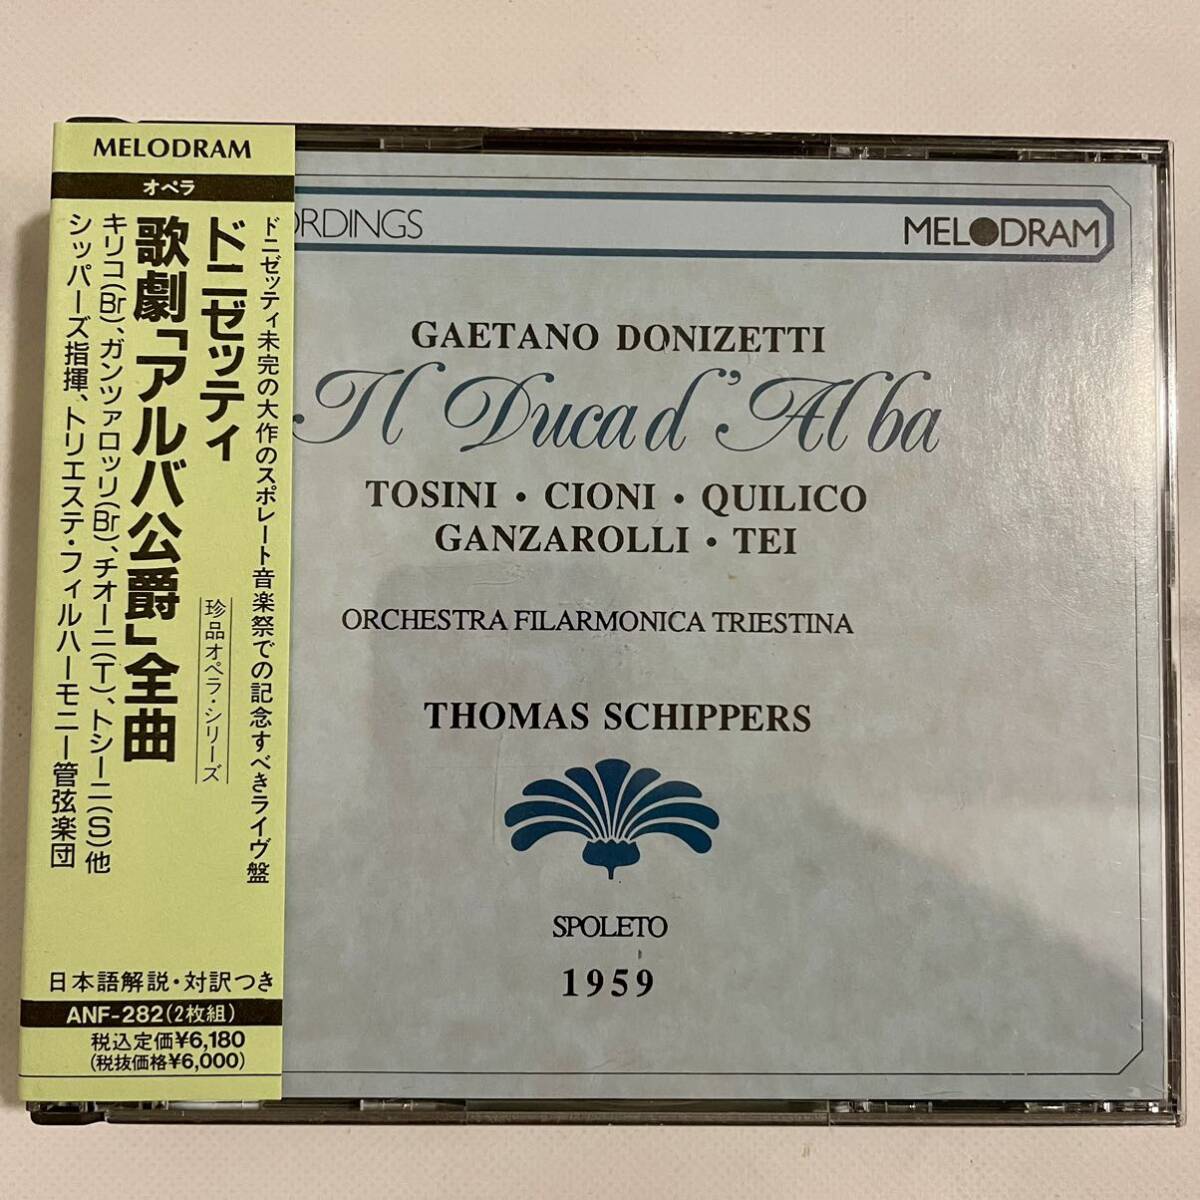 MELODRAM
オペラ
ドニゼッティ未完の大作のスポレート音楽祭での記念すべきライヴ盤
ドニゼッティ
珍品オペラ・シリーズ
歌劇「アルバ公爵」全曲
キリコ(Br)、ガンツァロッリ(Br)、チオーニ(T)、トシーニ(S)他
シッパーズ指揮、トリエステ・フィルハーモニー管弦楽団
日本語解説・対訳つき
ANF-282(2枚組)
税込定価¥6,180
(税抜価格¥6,000)
ORDINGS
MELODRAM
GAETANO DONIZETTI
Il Duca d'Alba
TOSINI • CIONI • QUILICO
GANZAROLLI • TEI
ORCHESTRA FILARMONICA TRIESTINA
THOMAS SCHIPPERS
SPOLETO
1959